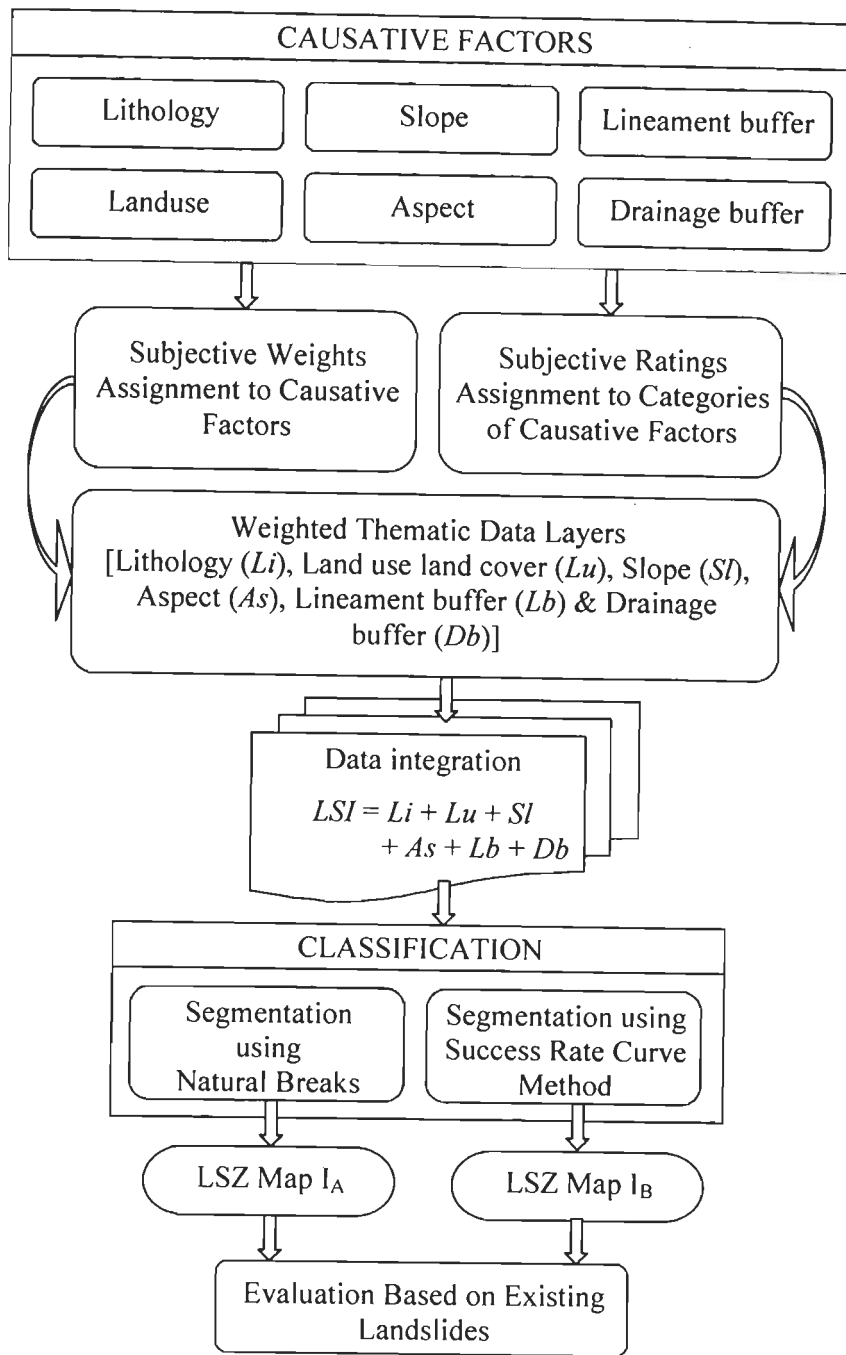 CAUSATIVE FACTORS
Lithology
Slope
Lineament buffer
Landuse
Aspect
Drainage buffer
Subjective Weights
Assignment to Causative
Factors
Subjective Ratings
Assignment to Categories
of Causative Factors
Weighted Thematic Data Layers
[Lithology (Li), Land use land cover (Lu), Slope (Sl),
Aspect (As), Lineament buffer (Lb) & Drainage
buffer (Db)]
Data integration
LSI = Li + Lu + Sl
+ As + Lb + Db
CLASSIFICATION
Segmentation
using
Natural Breaks
Segmentation using
Success Rate Curve
Method
LSZ Map I_A
LSZ Map I_B
Evaluation Based on Existing
Landslides